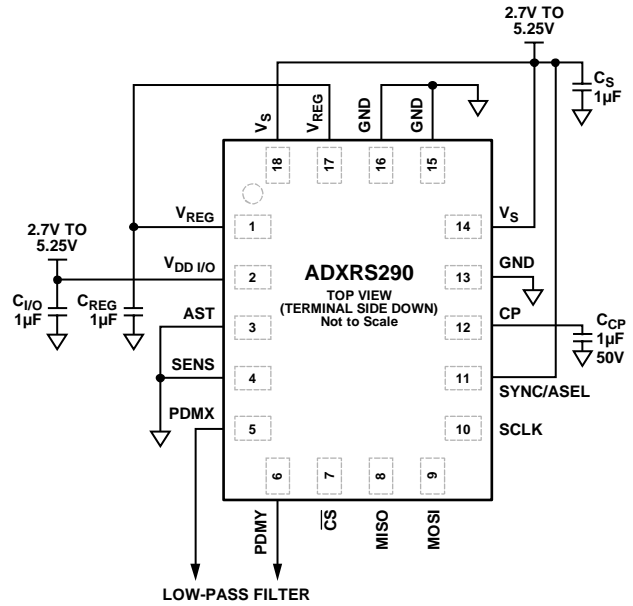 2.7V TO
5.25V
CS
1µF
VS
VREG
GND
GND
18
17
16
15
VREG
1
14
VS
2.7V TO
5.25V
VDD I/O
2
ADXRS290
TOP VIEW
(TERMINAL SIDE DOWN)
Not to Scale
13
GND
CI/O
1µF
CREG
1µF
AST
3
12
CP
CCP
1µF
50V
SENS
4
11
SYNC/ASEL
PDMX
5
10
SCLK
6
7
8
9
PDMY
C̅S̅
MISO
MOSI
LOW-PASS FILTER